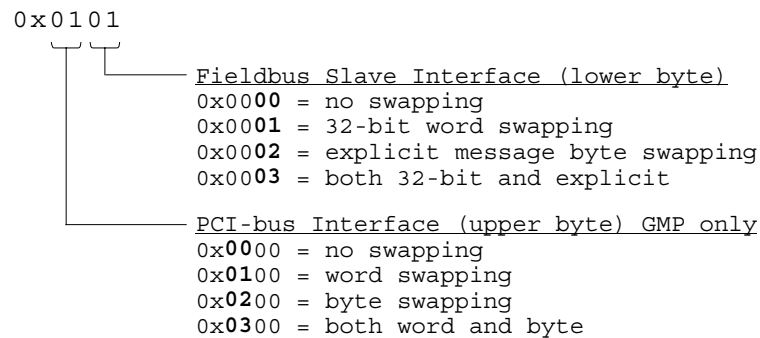 0x0101
Fieldbus Slave Interface (lower byte)
0x0000 = no swapping
0x0001 = 32-bit word swapping
0x0002 = explicit message byte swapping
0x0003 = both 32-bit and explicit
PCI-bus Interface (upper byte) GMP only
0x0000 = no swapping
0x0100 = word swapping
0x0200 = byte swapping
0x0300 = both word and byte